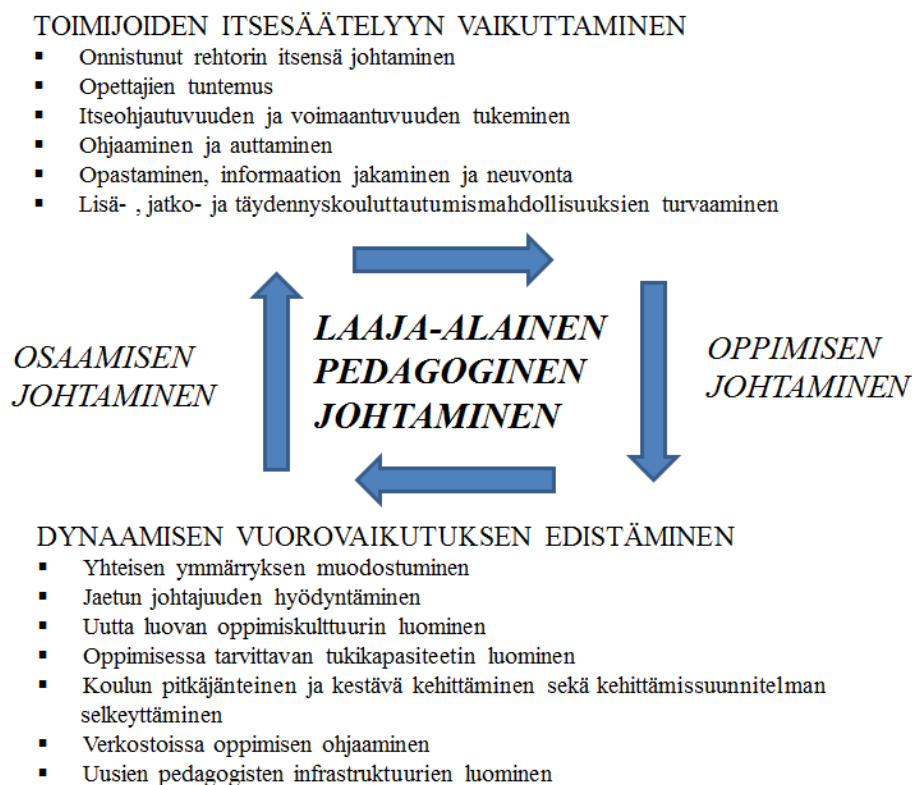 TOIMIJOIDEN ITSESÄÄTELYYN VAIKUTTAMINEN
▪ Onnistunut rehtorin itsensä johtaminen
▪ Opettajien tuntemus
▪ Itseohjautuvuuden ja voimaantuvuuden tukeminen
▪ Ohjaaminen ja auttaminen
▪ Opastaminen, informaation jakaminen ja neuvonta
▪ Lisä- , jatko- ja täydennyskouluttautumismahdollisuuksien turvaaminen
OSAAMISEN
JOHTAMINEN
LAAJA-ALAINEN
PEDAGOGINEN
JOHTAMINEN
OPPIMISEN
JOHTAMINEN
DYNAAMISEN VUOROVAIKUTUKSEN EDISTÄMINEN
▪ Yhteisen ymmärryksen muodostuminen
▪ Jaetun johtajuuden hyödyntäminen
▪ Uutta luovan oppimiskulttuurin luominen
▪ Oppimisessa tarvittavan tukikapasiteetin luominen
▪ Koulun pitkäjänteinen ja kestävä kehittäminen sekä kehittämissuunnitelman
selkeyttäminen
▪ Verkostoissa oppimisen ohjaaminen
▪ Uusien pedagogisten infrastruktuurien luominen